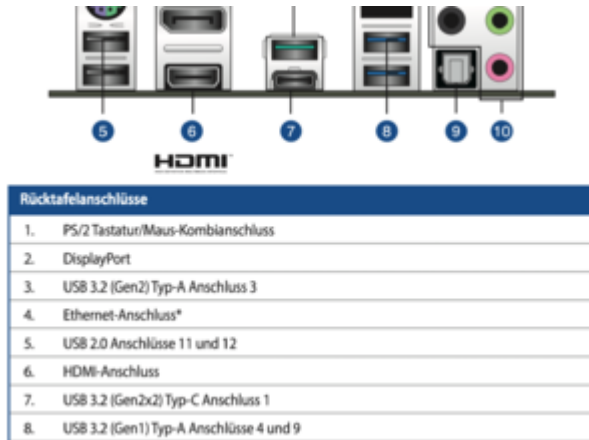 5 6 7 8 9 10
HDMI
Rücktafelanschlüsse
1. PS/2 Tastatur/Maus-Kombianschluss
2. DisplayPort
3. USB 3.2 (Gen2) Typ-A Anschluss 3
4. Ethernet-Anschluss*
5. USB 2.0 Anschlüsse 11 und 12
6. HDMI-Anschluss
7. USB 3.2 (Gen2x2) Typ-C Anschluss 1
8. USB 3.2 (Gen1) Typ-A Anschlüsse 4 und 9